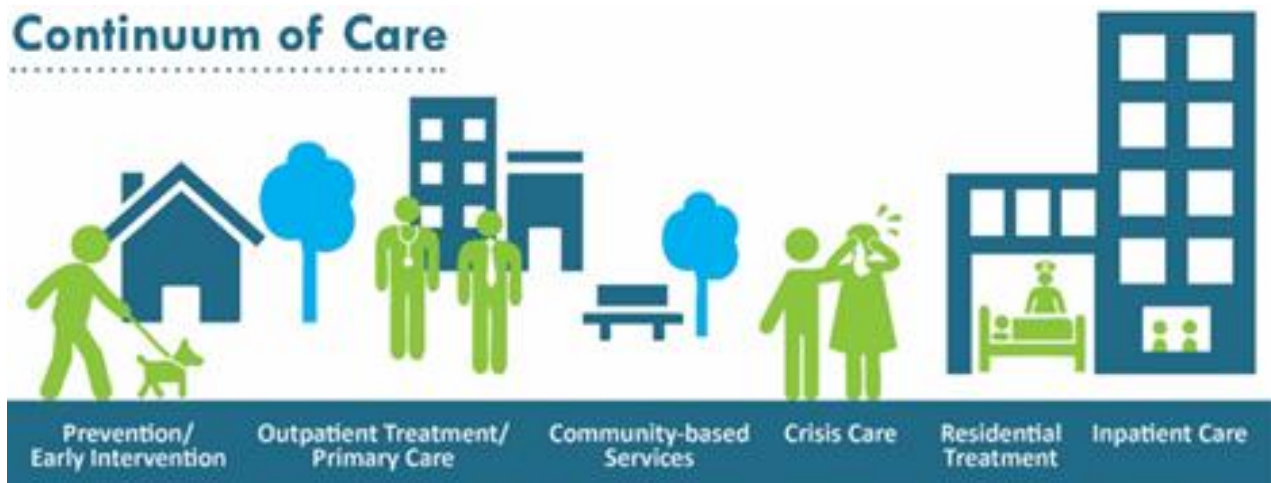 Continuum of Care
Prevention/
Early Intervention
Outpatient Treatment/
Primary Care
Community-based
Services
Crisis Care
Residential
Treatment
Inpatient Care